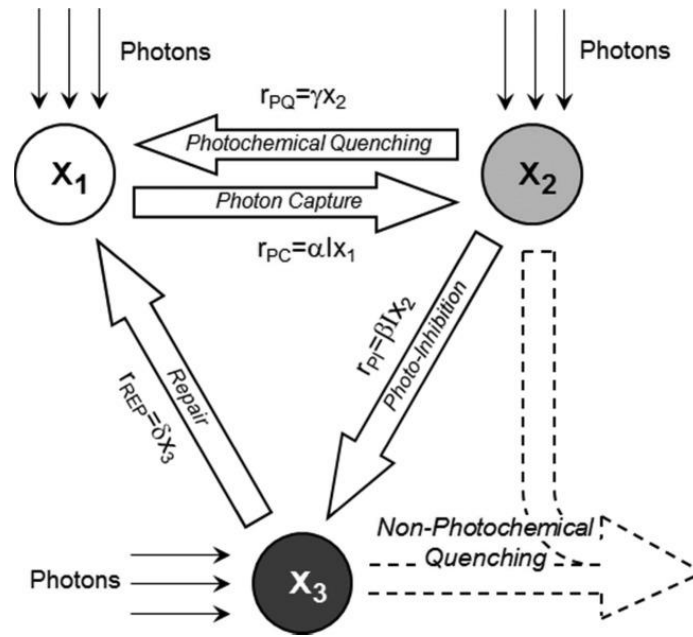 Photons
Photons
r_PQ=γx_2
Photochemical Quenching
X_1
X_2
Photon Capture
r_PC=αIx_1
r_PI=βIx_2
Photo-Inhibition
Repair
r_REP=δx_3
Non-Photochemical
Quenching
Photons
X_3